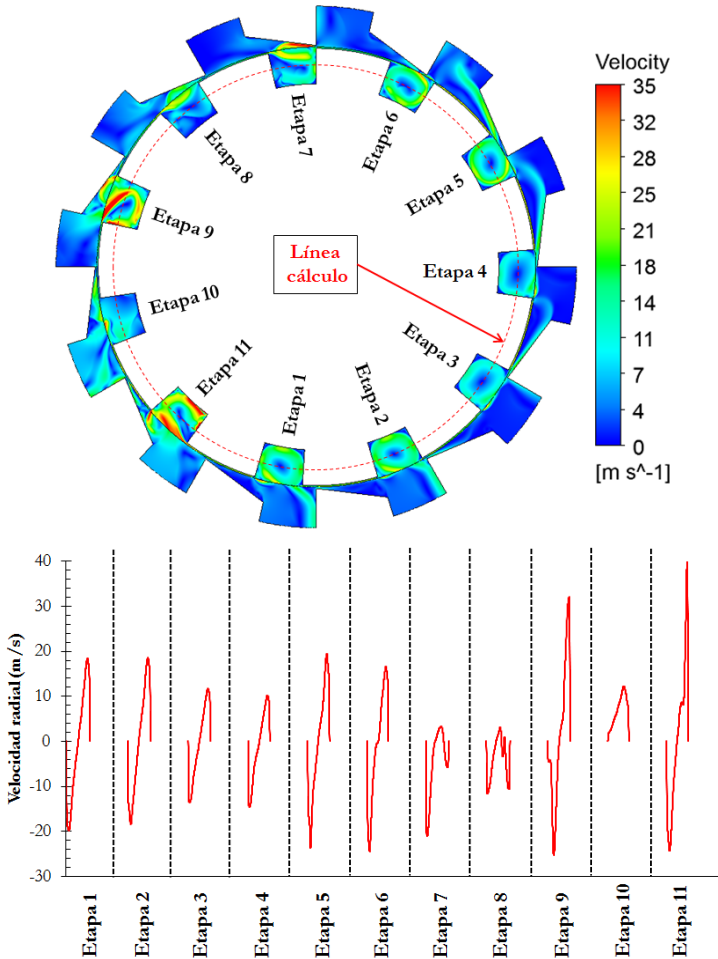 Velocity
35
32
28
25
21
18
14
11
7
4
0
[m s^-1]
Etapa 7
Etapa 6
Etapa 5
Etapa 4
Etapa 3
Etapa 2
Etapa 1
Etapa 11
Etapa 10
Etapa 9
Etapa 8
Línea
cálculo
Velocidad radial (m/s)
40
30
20
10
0
-10
-20
-30
Etapa 1
Etapa 2
Etapa 3
Etapa 4
Etapa 5
Etapa 6
Etapa 7
Etapa 8
Etapa 9
Etapa 10
Etapa 11